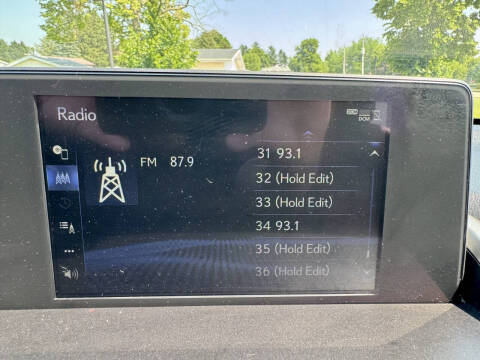 Radio
DCM
FM 87.9
31 93.1
32 (Hold Edit)
33 (Hold Edit)
34 93.1
35 (Hold Edit)
36 (Hold Edit)